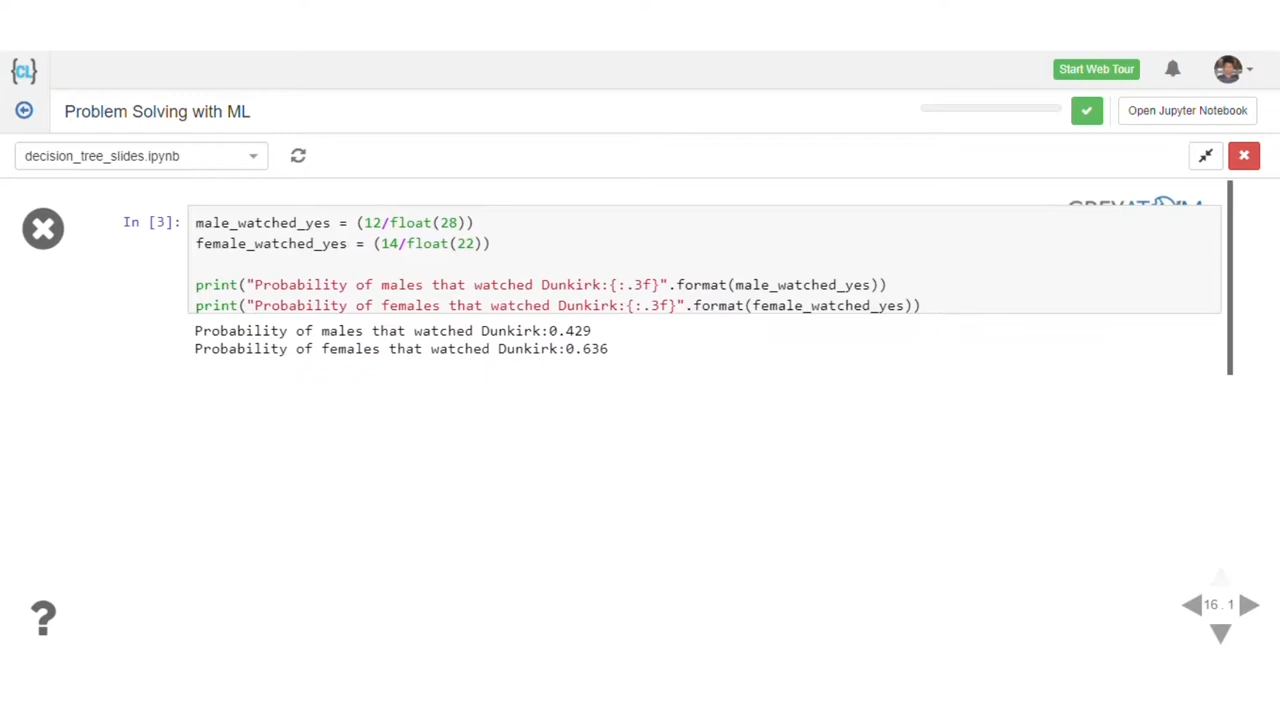 {CL}
Start Web Tour
Problem Solving with ML
Open Jupyter Notebook
decision_tree_slides.ipynb
In [3]:
male_watched_yes = (12/float(28))
female_watched_yes = (14/float(22))
print("Probability of males that watched Dunkirk:{:.3f}".format(male_watched_yes))
print("Probability of females that watched Dunkirk:{:.3f}".format(female_watched_yes))
Probability of males that watched Dunkirk:0.429
Probability of females that watched Dunkirk:0.636
?
16.1